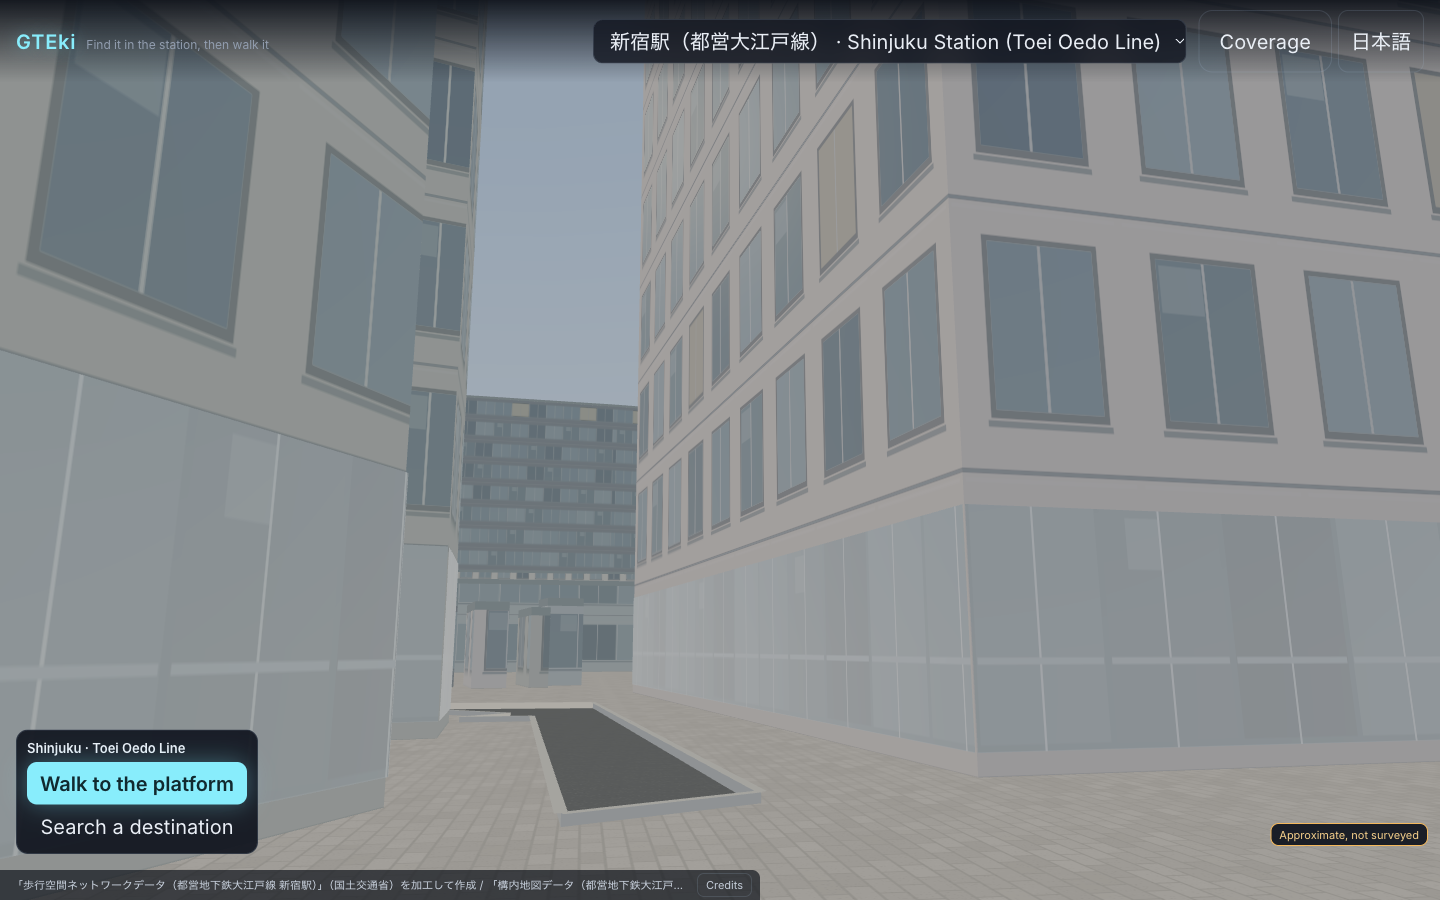 GTEki Find it in the station, then walk it
新宿駅（都営大江戸線） · Shinjuku Station (Toei Oedo Line)
Coverage
日本語
Shinjuku · Toei Oedo Line
Walk to the platform
Search a destination
Approximate, not surveyed
「歩行空間ネットワークデータ（都営地下鉄大江戸線 新宿駅）」（国土交通省）を加工して作成 / 「構内地図データ（都営地下鉄大江戸...
Credits